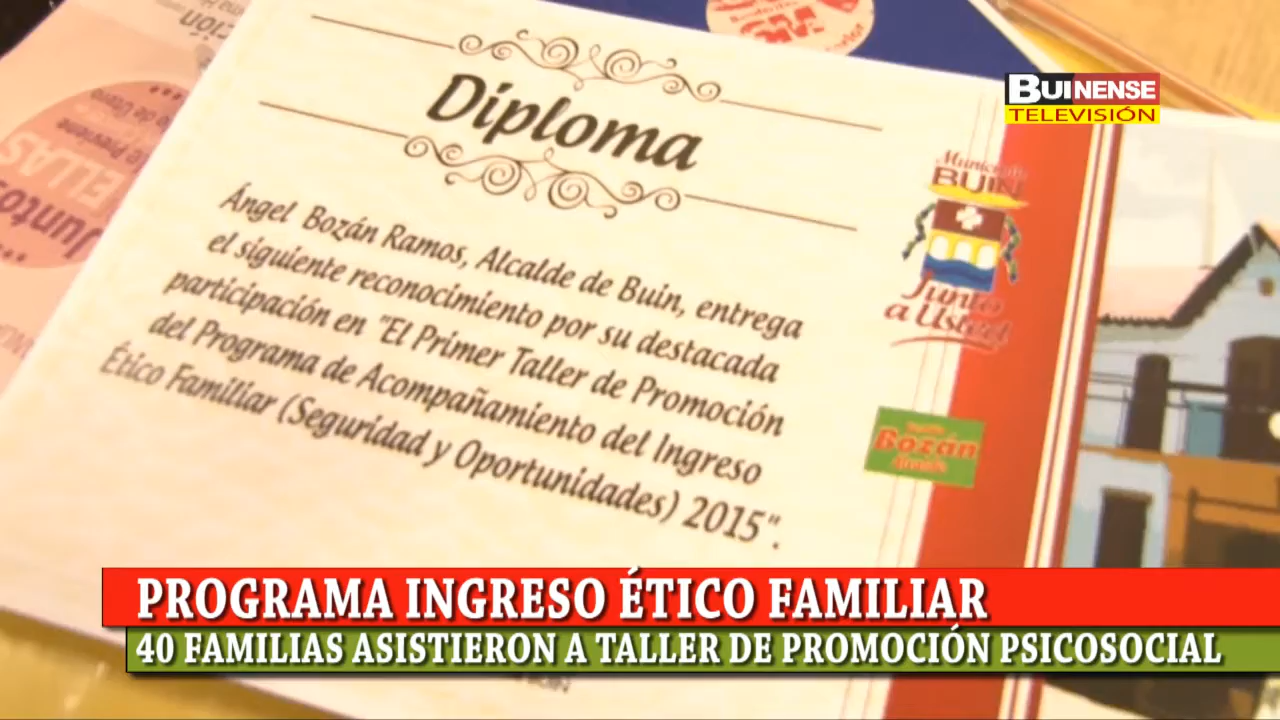 BUINENSE
TELEVISIÓN
Diploma
Ángel Bozán Ramos, Alcalde de Buin, entrega
el siguiente reconocimiento por su destacada
participación en "El Primer Taller de Promoción
del Programa de Acompañamiento del Ingreso
Ético Familiar (Seguridad y Oportunidades) 2015".
BUIN
Junto
a Usted
Bozán
ELLAS
Juntos
PROGRAMA INGRESO ÉTICO FAMILIAR
40 FAMILIAS ASISTIERON A TALLER DE PROMOCIÓN PSICOSOCIAL